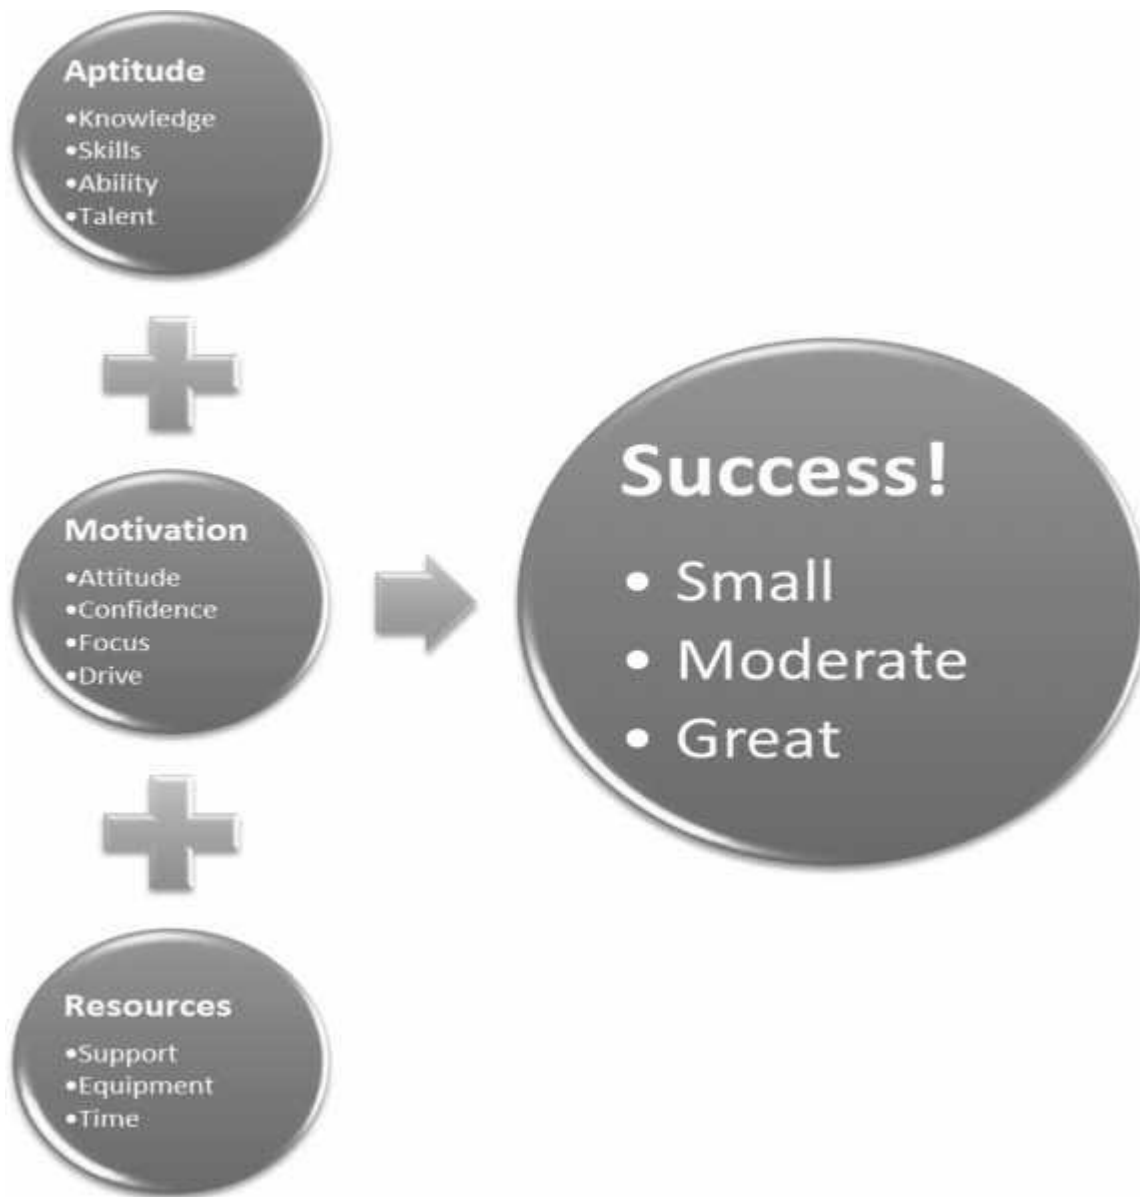 Aptitude
•Knowledge
•Skills
•Ability
•Talent
Motivation
•Attitude
•Confidence
•Focus
•Drive
Resources
•Support
•Equipment
•Time
Success!
• Small
• Moderate
• Great